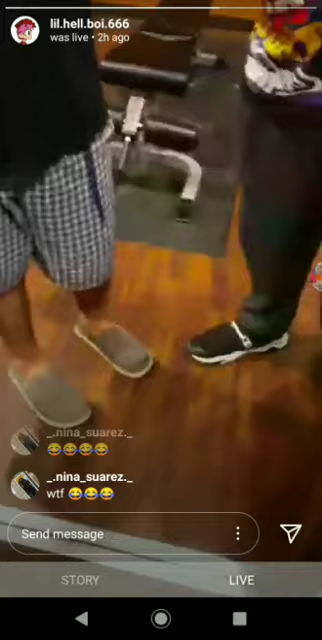 lil.hell.boi.666
was live • 2h ago
_.nina_suarez._
😂😂😂😂
_.nina_suarez._
wtf 😂😂😂
Send message
STORY LIVE